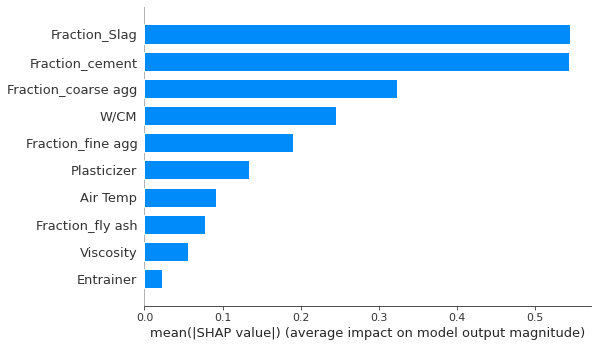 Fraction_Slag
Fraction_cement
Fraction_coarse agg
W/CM
Fraction_fine agg
Plasticizer
Air Temp
Fraction_fly ash
Viscosity
Entrainer
0.0 0.1 0.2 0.3 0.4 0.5
mean(|SHAP value|) (average impact on model output magnitude)